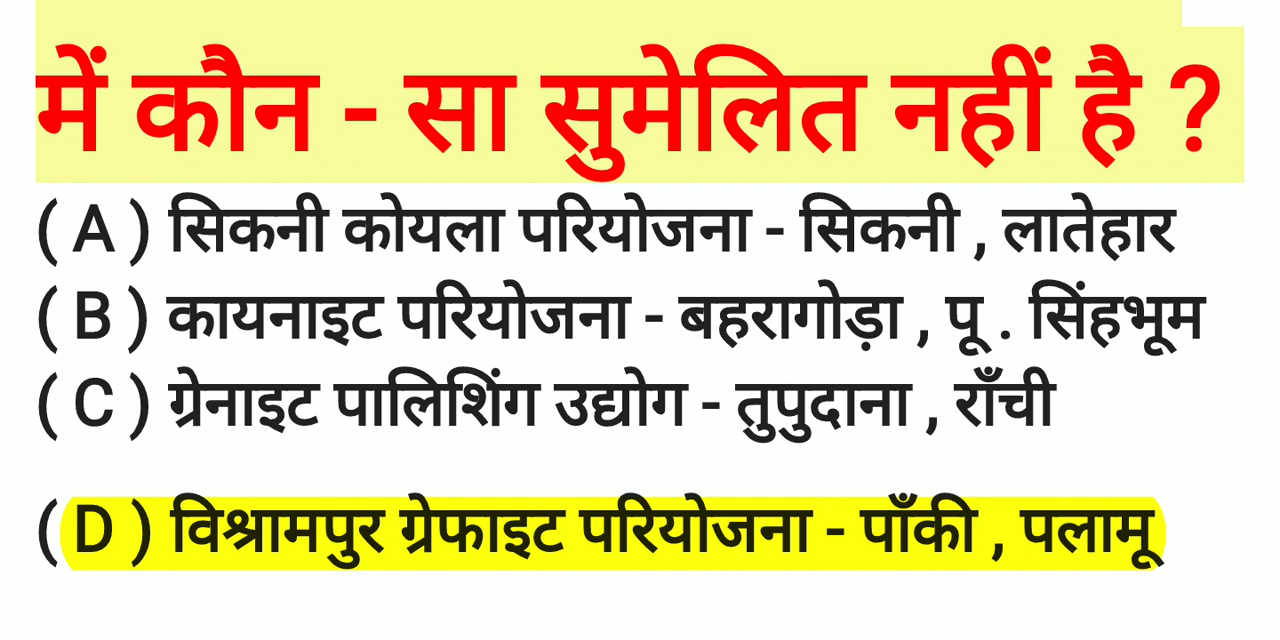 में कौन - सा सुमेलित नहीं है ?
( A ) सिकनी कोयला परियोजना - सिकनी , लातेहार
( B ) कायनाइट परियोजना - बहरागोड़ा , पू . सिंहभूम
( C ) ग्रेनाइट पालिशिंग उद्योग - तुपुदाना , राँची
( D ) विश्रामपुर ग्रेफाइट परियोजना - पाँकी , पलामू